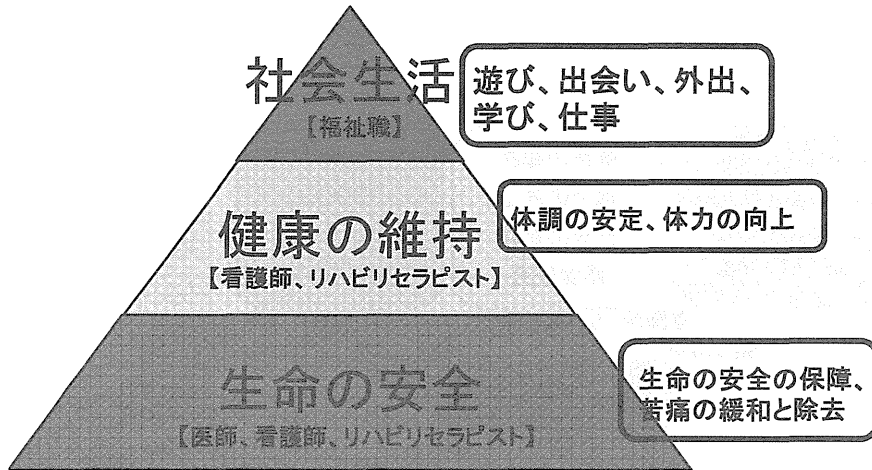 社会生活
【福祉職】
遊び、出会い、外出、
学び、仕事
健康の維持
【看護師、リハビリセラピスト】
体調の安定、体力の向上
生命の安全
【医師、看護師、リハビリセラピスト】
生命の安全の保障、
苦痛の緩和と除去